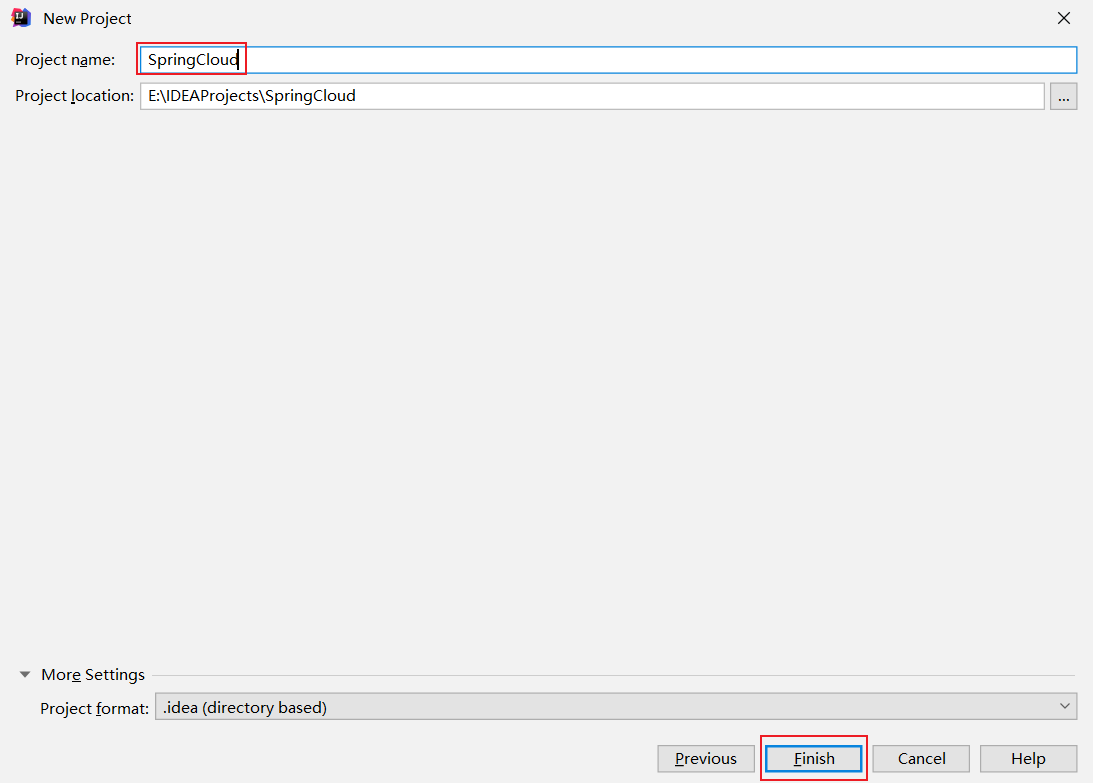 New Project
Project name: SpringCloud
Project location: E:\IDEAProjects\SpringCloud ...
More Settings
Project format: .idea (directory based)
Previous Finish Cancel Help